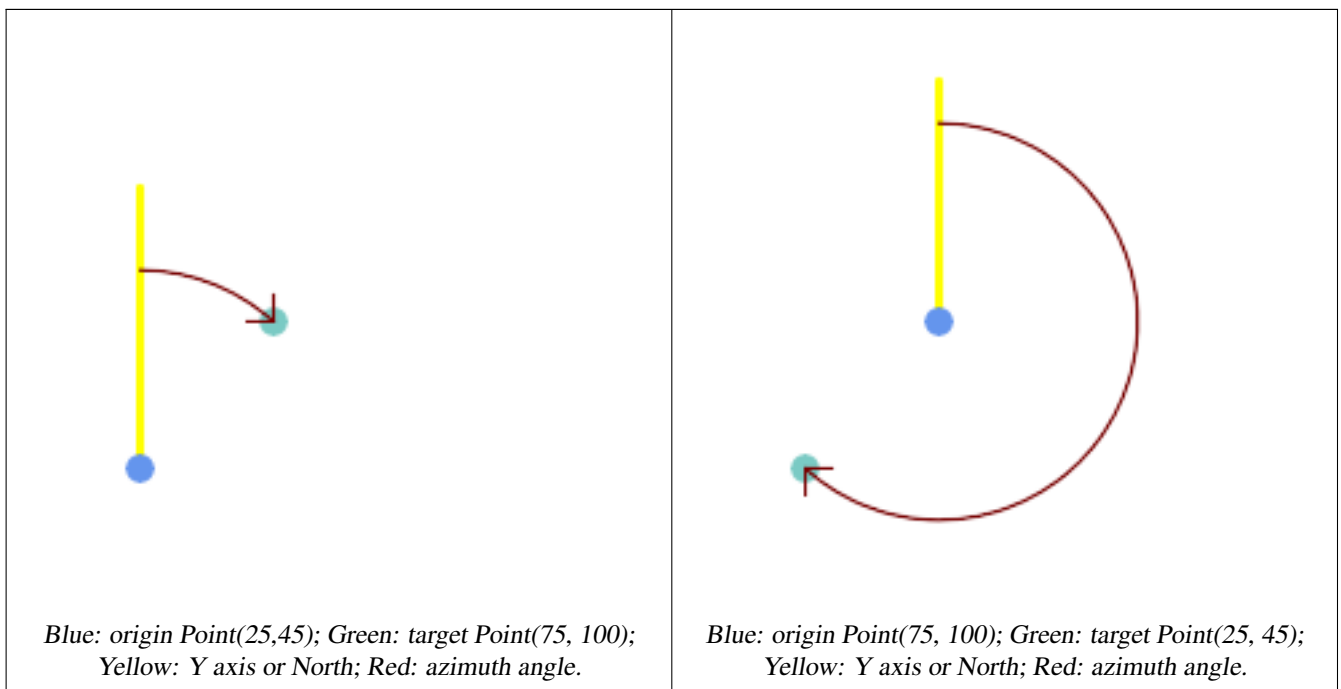 Blue: origin Point(25,45); Green: target Point(75, 100);
Yellow: Y axis or North; Red: azimuth angle.
Blue: origin Point(75, 100); Green: target Point(25, 45);
Yellow: Y axis or North; Red: azimuth angle.